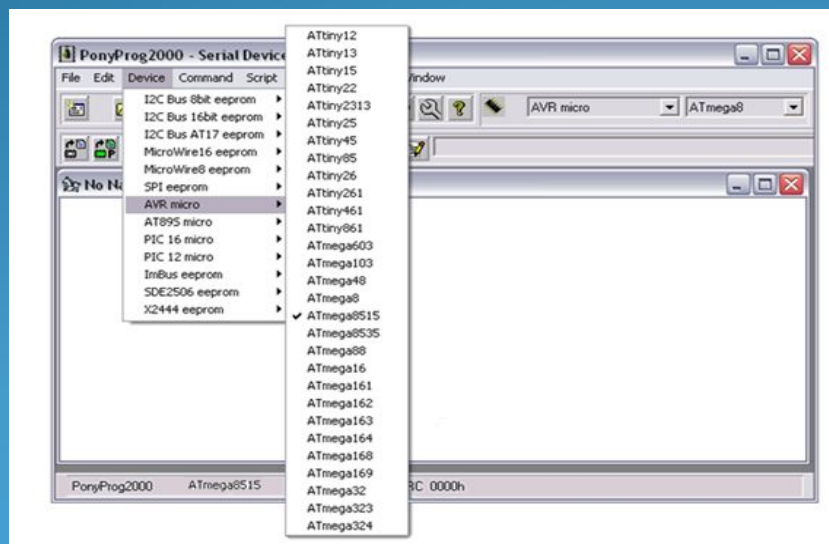 PonyProg2000 - Serial Device
File Edit Device Command Script
AVR micro ATmega8
I2C Bus 8bit eeprom
I2C Bus 16bit eeprom
I2C Bus AT17 eeprom
MicroWire16 eeprom
MicroWire8 eeprom
SPI eeprom
AVR micro
AT89S micro
PIC 16 micro
PIC 12 micro
ImBus eeprom
SDE2506 eeprom
X2444 eeprom
ATtiny12
ATtiny13
ATtiny15
ATtiny22
ATtiny2313
ATtiny25
ATtiny45
ATtiny85
ATtiny26
ATtiny261
ATtiny461
ATtiny861
ATmega603
ATmega103
ATmega48
ATmega8
ATmega8515
ATmega8535
ATmega88
ATmega16
ATmega161
ATmega162
ATmega163
ATmega164
ATmega168
ATmega169
ATmega32
ATmega323
ATmega324
No Na
PonyProg2000 ATmega8515 RC 0000h